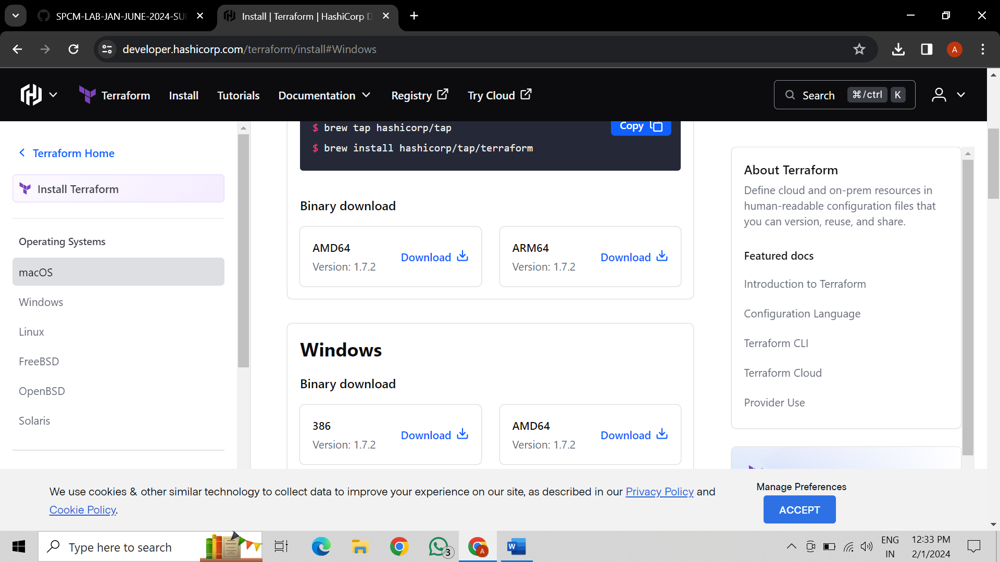 SPCM-LAB-JAN-JUNE-2024-SU
Install | Terraform | HashiCorp D
developer.hashicorp.com/terraform/install#Windows
A
Terraform Install Tutorials Documentation Registry Try Cloud Search ⌘/ctrl K
$ brew tap hashicorp/tap
Copy
$ brew install hashicorp/tap/terraform
Terraform Home
Install Terraform
Operating Systems
macOS
Windows
Linux
FreeBSD
OpenBSD
Solaris
Binary download
AMD64
Version: 1.7.2
Download
ARM64
Version: 1.7.2
Download
Windows
Binary download
386
Version: 1.7.2
Download
AMD64
Version: 1.7.2
Download
About Terraform
Define cloud and on-prem resources in
human-readable configuration files that
you can version, reuse, and share.
Featured docs
Introduction to Terraform
Configuration Language
Terraform CLI
Terraform Cloud
Provider Use
We use cookies & other similar technology to collect data to improve your experience on our site, as described in our Privacy Policy and
Cookie Policy.
Manage Preferences
ACCEPT
Type here to search
3
A
W
ENG
IN
12:33 PM
2/1/2024